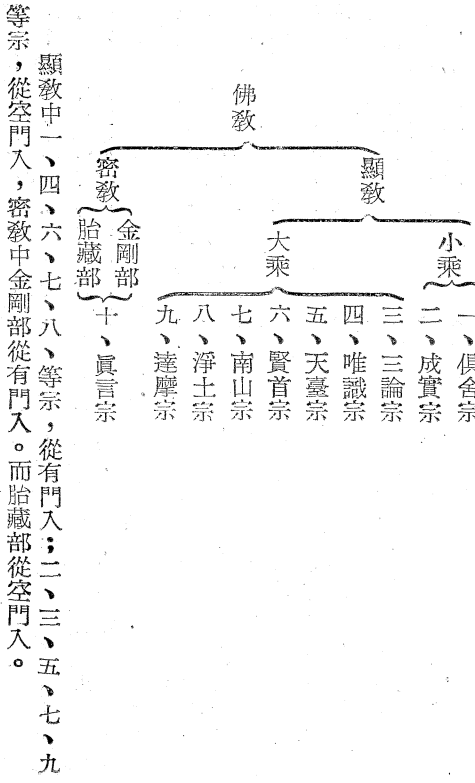 佛教
顯教
小乘
一、俱舍宗
二、成實宗
大乘
三、三論宗
四、唯識宗
五、天臺宗
六、賢首宗
七、南山宗
八、淨土宗
九、達摩宗
密教
金剛部
胎藏部
十、眞言宗
顯教中一、四、六、七、八、等宗，從有門入；二、三、五、七、九
等宗，從空門入，密教中金剛部從有門入。而胎藏部從空門入。